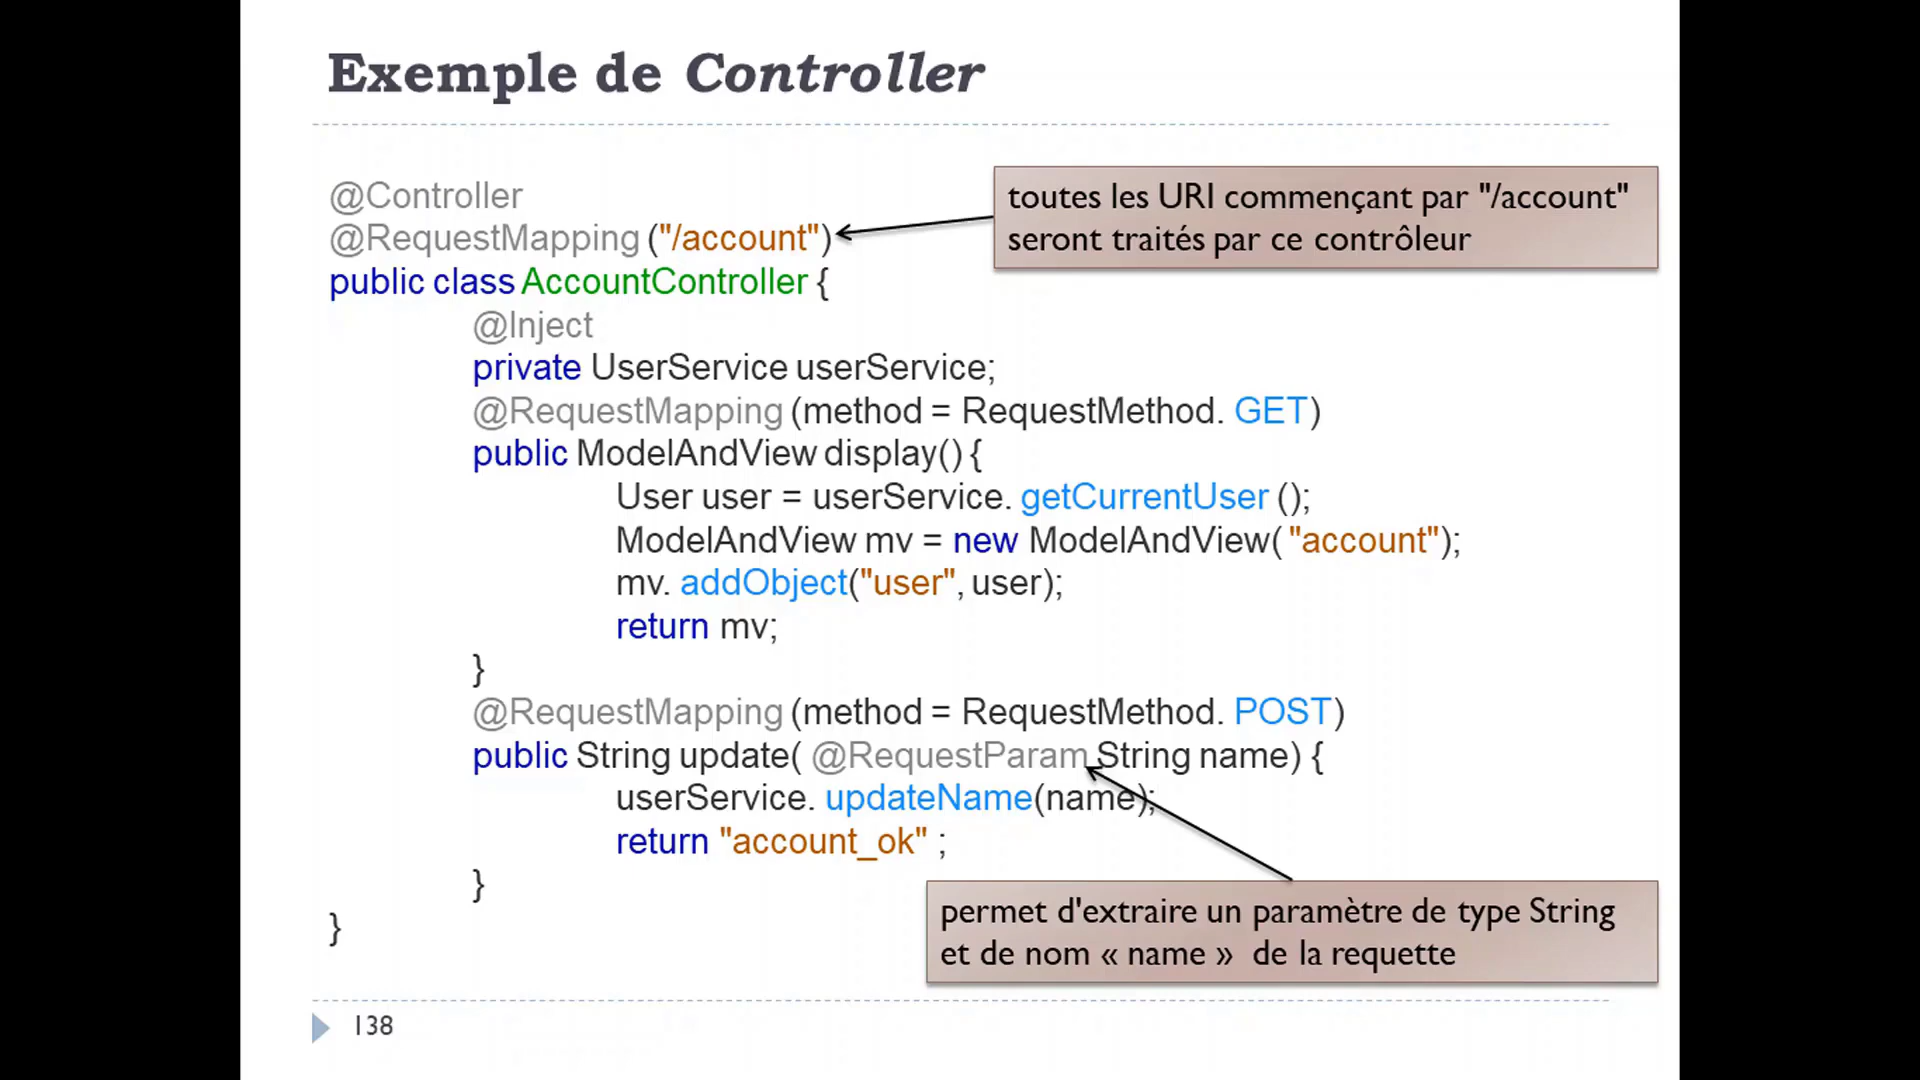 Exemple de Controller
@Controller
@RequestMapping ("/account")
toutes les URI commençant par "/account"
seront traités par ce contrôleur
public class AccountController {
@Inject
private UserService userService;
@RequestMapping (method = RequestMethod. GET)
public ModelAndView display() {
User user = userService. getCurrentUser ();
ModelAndView mv = new ModelAndView( "account");
mv. addObject("user", user);
return mv;
}
@RequestMapping (method = RequestMethod. POST)
public String update( @RequestParam String name) {
userService. updateName(name);
return "account_ok" ;
}
}
permet d'extraire un paramètre de type String
et de nom « name »  de la requette
138